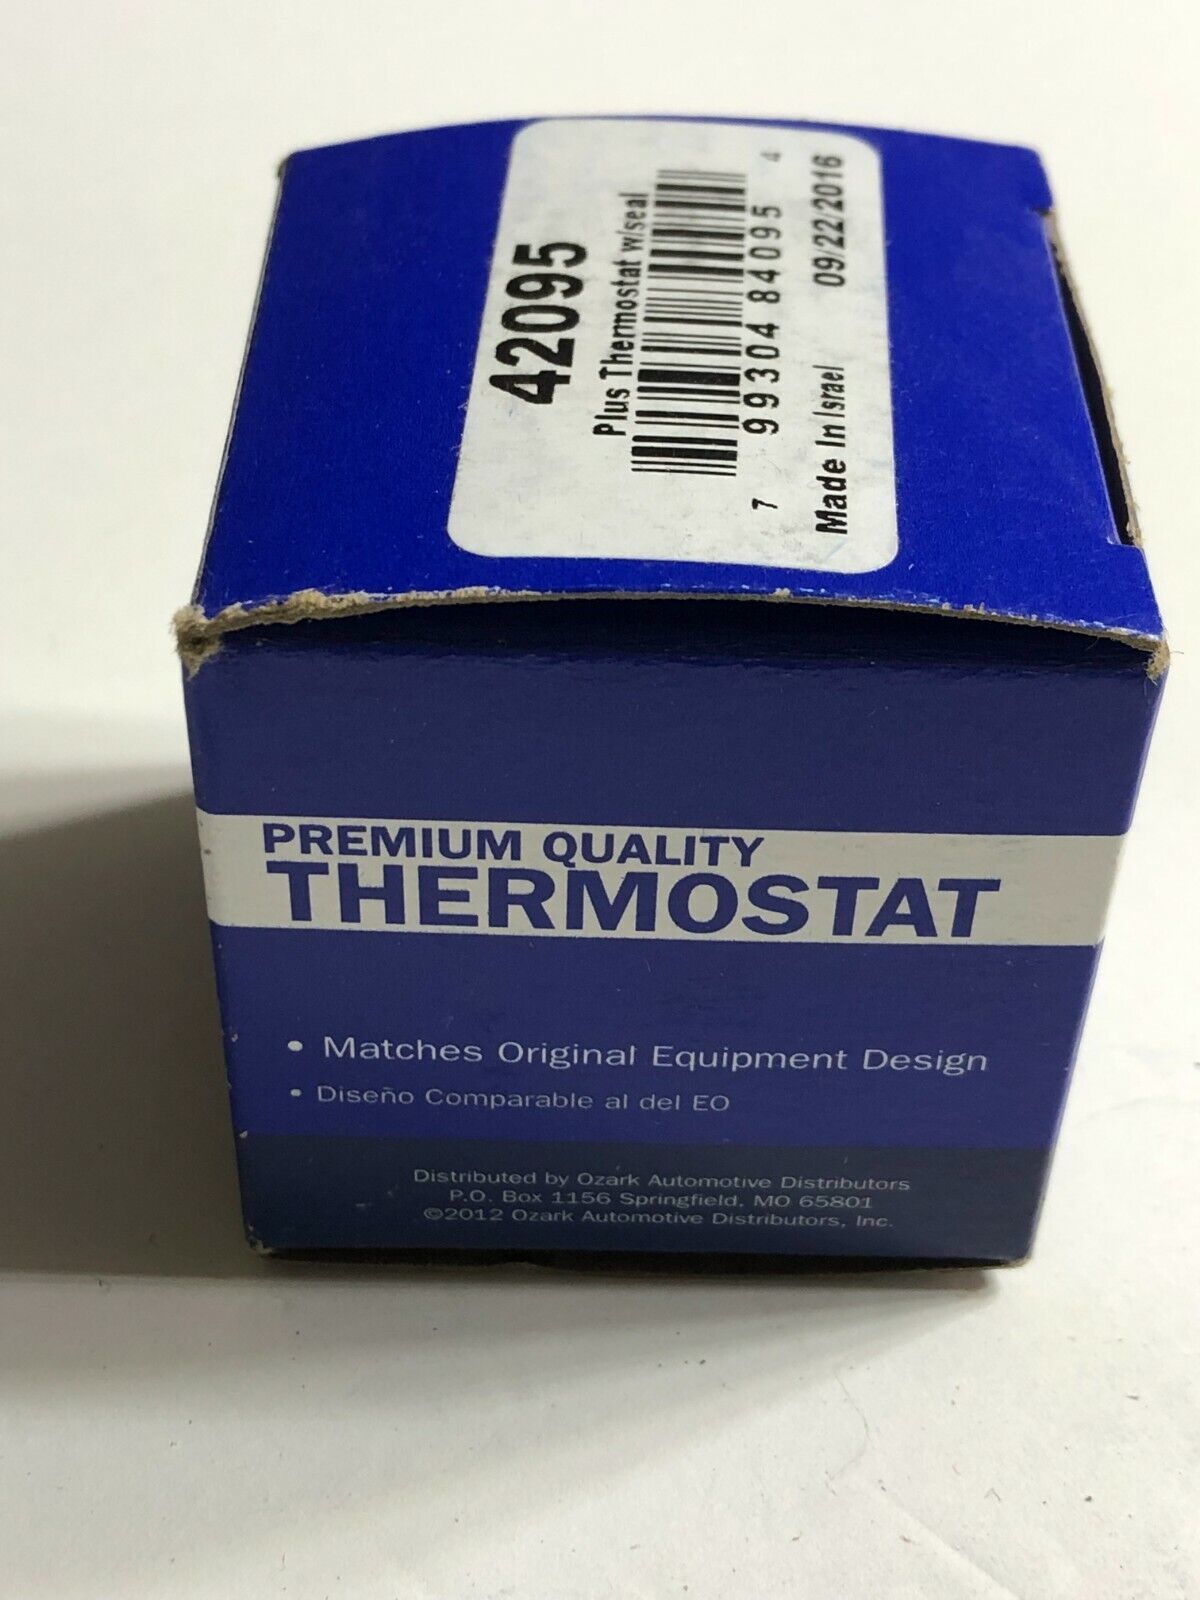 42095
Plus Thermostat w/seal
7 99304 84095 4
Made In Israel 09/22/2016
PREMIUM QUALITY
THERMOSTAT
• Matches Original Equipment Design
• Diseño Comparable al del EO
Distributed by Ozark Automotive Distributors
P.O. Box 1156 Springfield, MO 65801
©2012 Ozark Automotive Distributors, Inc.